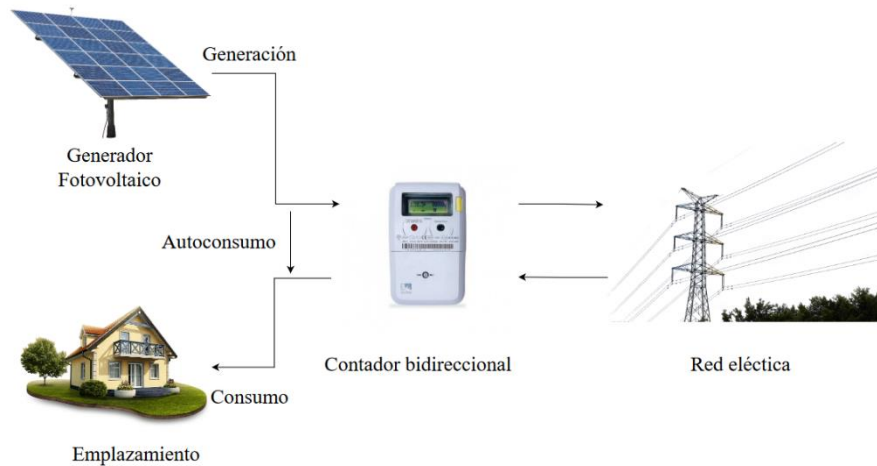 Generación
Generador
Fotovoltaico
Autoconsumo
Contador bidireccional
Red eléctica
Consumo
Emplazamiento